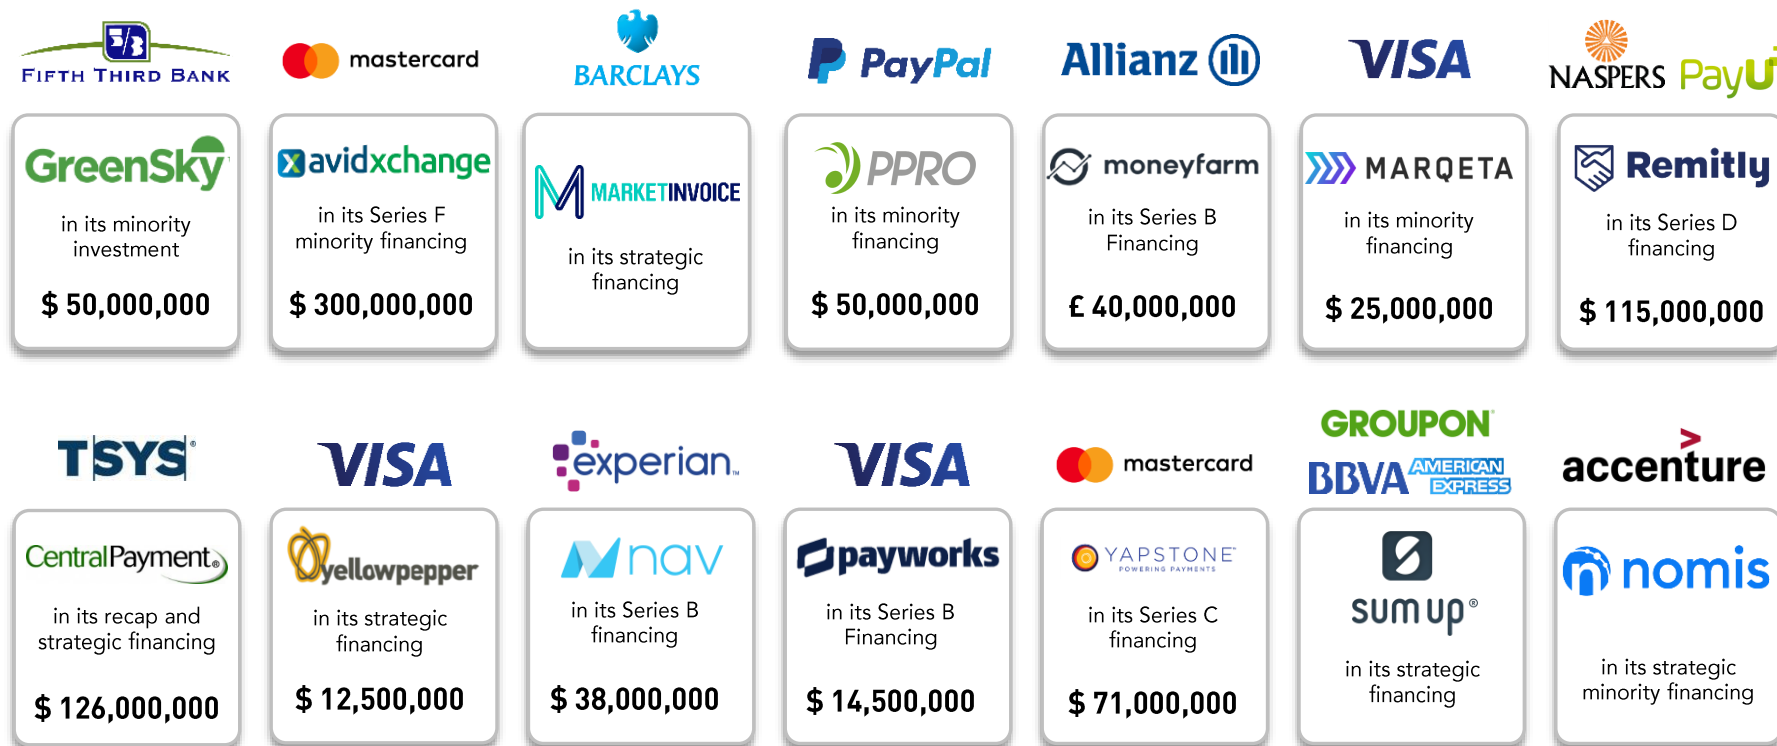 5/3
FIFTH THIRD BANK
mastercard
BARCLAYS
PayPal
Allianz
VISA
NASPERS PayU
GreenSky
in its minority
investment
$ 50,000,000
avidxchange
in its Series F
minority financing
$ 300,000,000
MARKETINVOICE
in its strategic
financing
PPRO
in its minority
financing
$ 50,000,000
moneyfarm
in its Series B
Financing
£ 40,000,000
MARQETA
in its minority
financing
$ 25,000,000
Remitly
in its Series D
financing
$ 115,000,000
TSYS®
VISA
experian™
VISA
mastercard
GROUPON
BBVA AMERICAN
EXPRESS
accenture
CentralPayment®
in its recap and
strategic financing
$ 126,000,000
yellowpepper
in its strategic
financing
$ 12,500,000
nav
in its Series B
financing
$ 38,000,000
payworks
in its Series B
Financing
$ 14,500,000
YAPSTONE™
POWERING PAYMENTS
in its Series C
financing
$ 71,000,000
sumup®
in its strategic
financing
nomis
in its strategic
minority financing